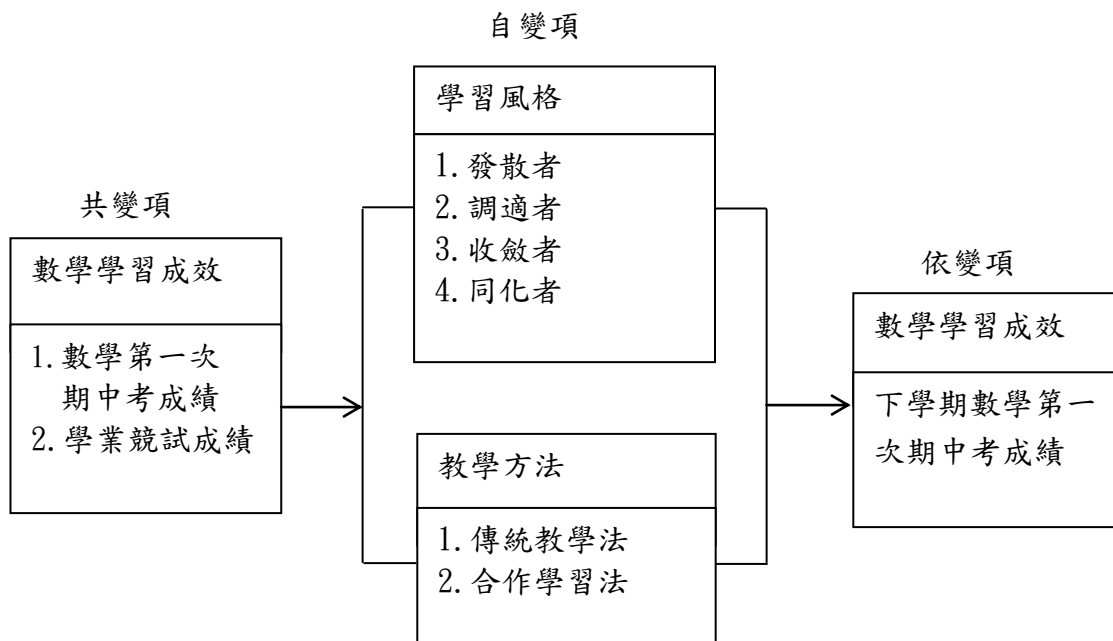 自變項
學習風格
1.發散者
2.調適者
3.收斂者
4.同化者
共變項
數學學習成效
1.數學第一次
期中考成績
2.學業競試成績
教學方法
1.傳統教學法
2.合作學習法
依變項
數學學習成效
下學期數學第一
次期中考成績